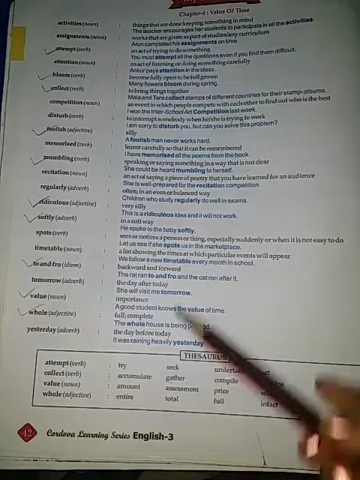 Chapter-4 : Value Of Time
activities (noun) : things that are done keeping something in mind
The teacher encourages her students to participate in all the activities.
assignments (noun) : works that are given as part of studies/any curriculum
Arun completed his assignments on time.
attempt (verb) : an act of trying to do something
You must attempt all the questions even if you find them difficult.
attention (noun) : an act of listening or doing something carefully
Ankur pays attention in the class.
bloom (verb) : become fully open to be full grown
Many flowers bloom during spring.
collect (verb) : to bring things together
Mala and Tara collect stamps of different countries for their stamp-albums.
competition (noun) : an event in which people compete with each other to find out who is the best
I won the Inter-School Art Competition last week.
disturb (verb) : to interrupt somebody when he/she is trying to work
I am sorry to disturb you, but can you solve this problem?
foolish (adjective) : silly
A foolish man never works hard.
memorised (verb) : learnt carefully so that it can be remembered
I have memorised all the poems from the book.
mumbling (verb) : speaking or saying something in a way that is not clear
She could be heard mumbling to herself.
recitation (noun) : an act of saying a piece of poetry that you have learned for an audience
She is well-prepared for the recitation competition.
regularly (adverb) : often; in an even or balanced way
Children who study regularly do well in exams.
ridiculous (adjective) : very silly
This is a ridiculous idea and it will not work.
softly (adverb) : in a soft way
He spoke to the baby softly.
spots (verb) : sees or notices a person or thing, especially suddenly or when it is not easy to do
Let us see if she spots us in the marketplace.
timetable (noun) : a list showing the times at which particular events will appear
We follow a new timetable every month in school.
to and fro (idiom) : backward and forward
The rat ran to and fro and the cat ran after it.
tomorrow (adverb) : the day after today
She will visit me tomorrow.
value (noun) : importance
A good student knows the value of time.
whole (adjective) : full; complete
The whole house is being
yesterday (adverb) : the day before today
It was raining heavily yesterday
THESAURUS
attempt (verb) : try seek
collect (verb) : accumulate gather compile
value (noun) : amount assessment price
whole (adjective) : entire total full intact
42 Cordova Learning Series English-3